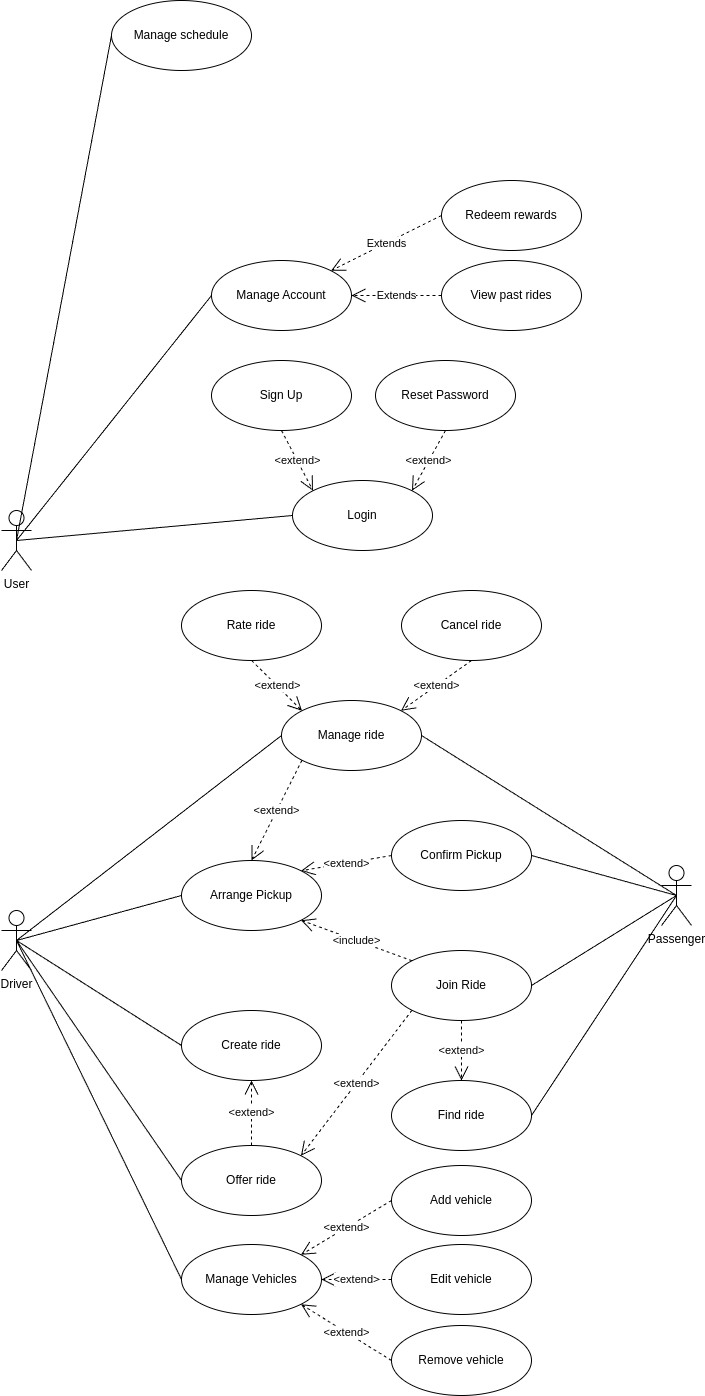 Manage schedule
Redeem rewards
Extends
Manage Account
Extends
View past rides
Sign Up
Reset Password
<extend>
<extend>
Login
User
Rate ride
Cancel ride
<extend>
<extend>
Manage ride
<extend>
Confirm Pickup
<extend>
Arrange Pickup
<include>
Passenger
Driver
Join Ride
Create ride
<extend>
<extend>
<extend>
Find ride
Offer ride
Add vehicle
<extend>
Manage Vehicles
<extend>
Edit vehicle
<extend>
Remove vehicle